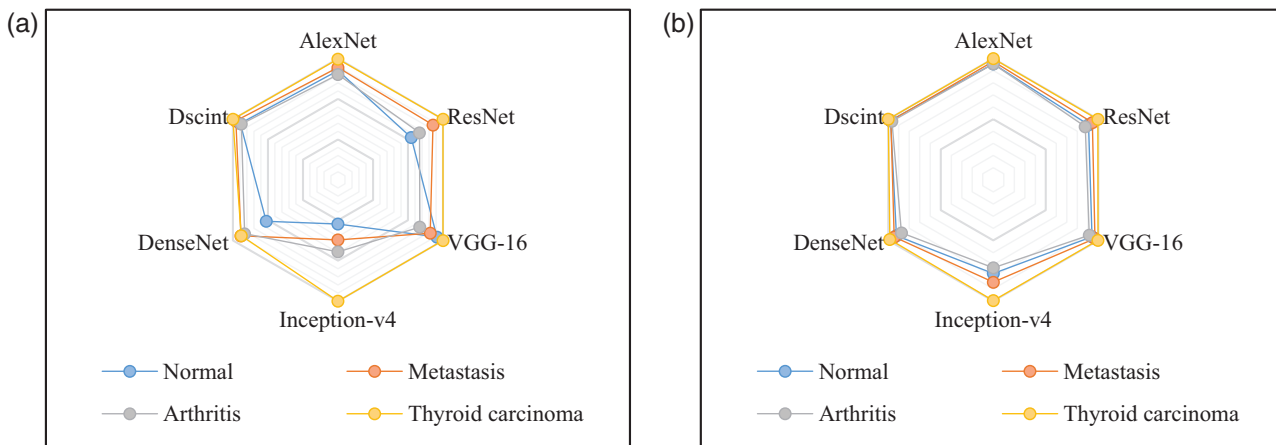 (a)
AlexNet
Dscint
ResNet
DenseNet
VGG-16
Inception-v4
Normal
Metastasis
Arthritis
Thyroid carcinoma
(b)
AlexNet
Dscint
ResNet
DenseNet
VGG-16
Inception-v4
Normal
Metastasis
Arthritis
Thyroid carcinoma